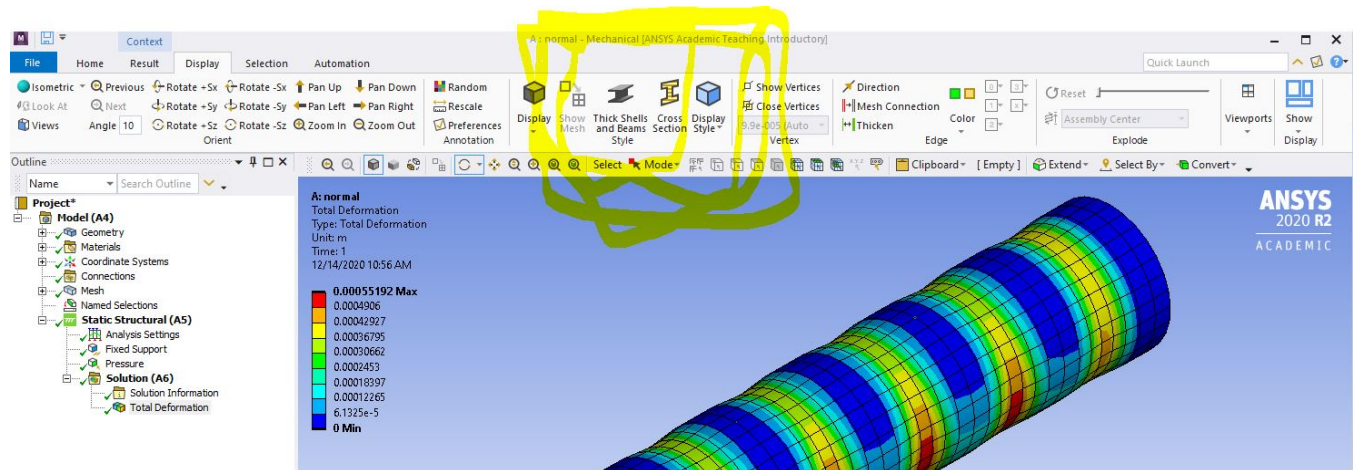 A : normal - Mechanical [ANSYS Academic Teaching Introductory]
Context
File Home Result Display Selection Automation
Quick Launch
Isometric Previous Rotate +Sx Rotate -Sx Pan Up Pan Down Random
Look At Next Rotate +Sy Rotate -Sy Pan Left Pan Right Rescale
Views Angle 10 Rotate +Sz Rotate -Sz Zoom In Zoom Out Preferences
Orient
Annotation
Display
Show Mesh
Thick Shells and Beams
Cross Section
Display Style
Style
Show Vertices
Close Vertices
9.9e-005 (Auto
Vertex
Direction
Mesh Connection
Thicken
Color
Edge
Reset
Assembly Center
Explode
Viewports
Show
Display
Outline
Name Search Outline
Select Mode Clipboard [ Empty ] Extend Select By Convert
Project*
Model (A4)
Geometry
Materials
Coordinate Systems
Connections
Mesh
Named Selections
Static Structural (A5)
Analysis Settings
Fixed Support
Pressure
Solution (A6)
Solution Information
Total Deformation
A: normal
Total Deformation
Type: Total Deformation
Unit: m
Time: 1
12/14/2020 10:56 AM
0.00055192 Max
0.0004906
0.00042927
0.00036795
0.00030662
0.0002453
0.00018397
0.00012265
6.1325e-5
0 Min
ANSYS
2020 R2
ACADEMIC